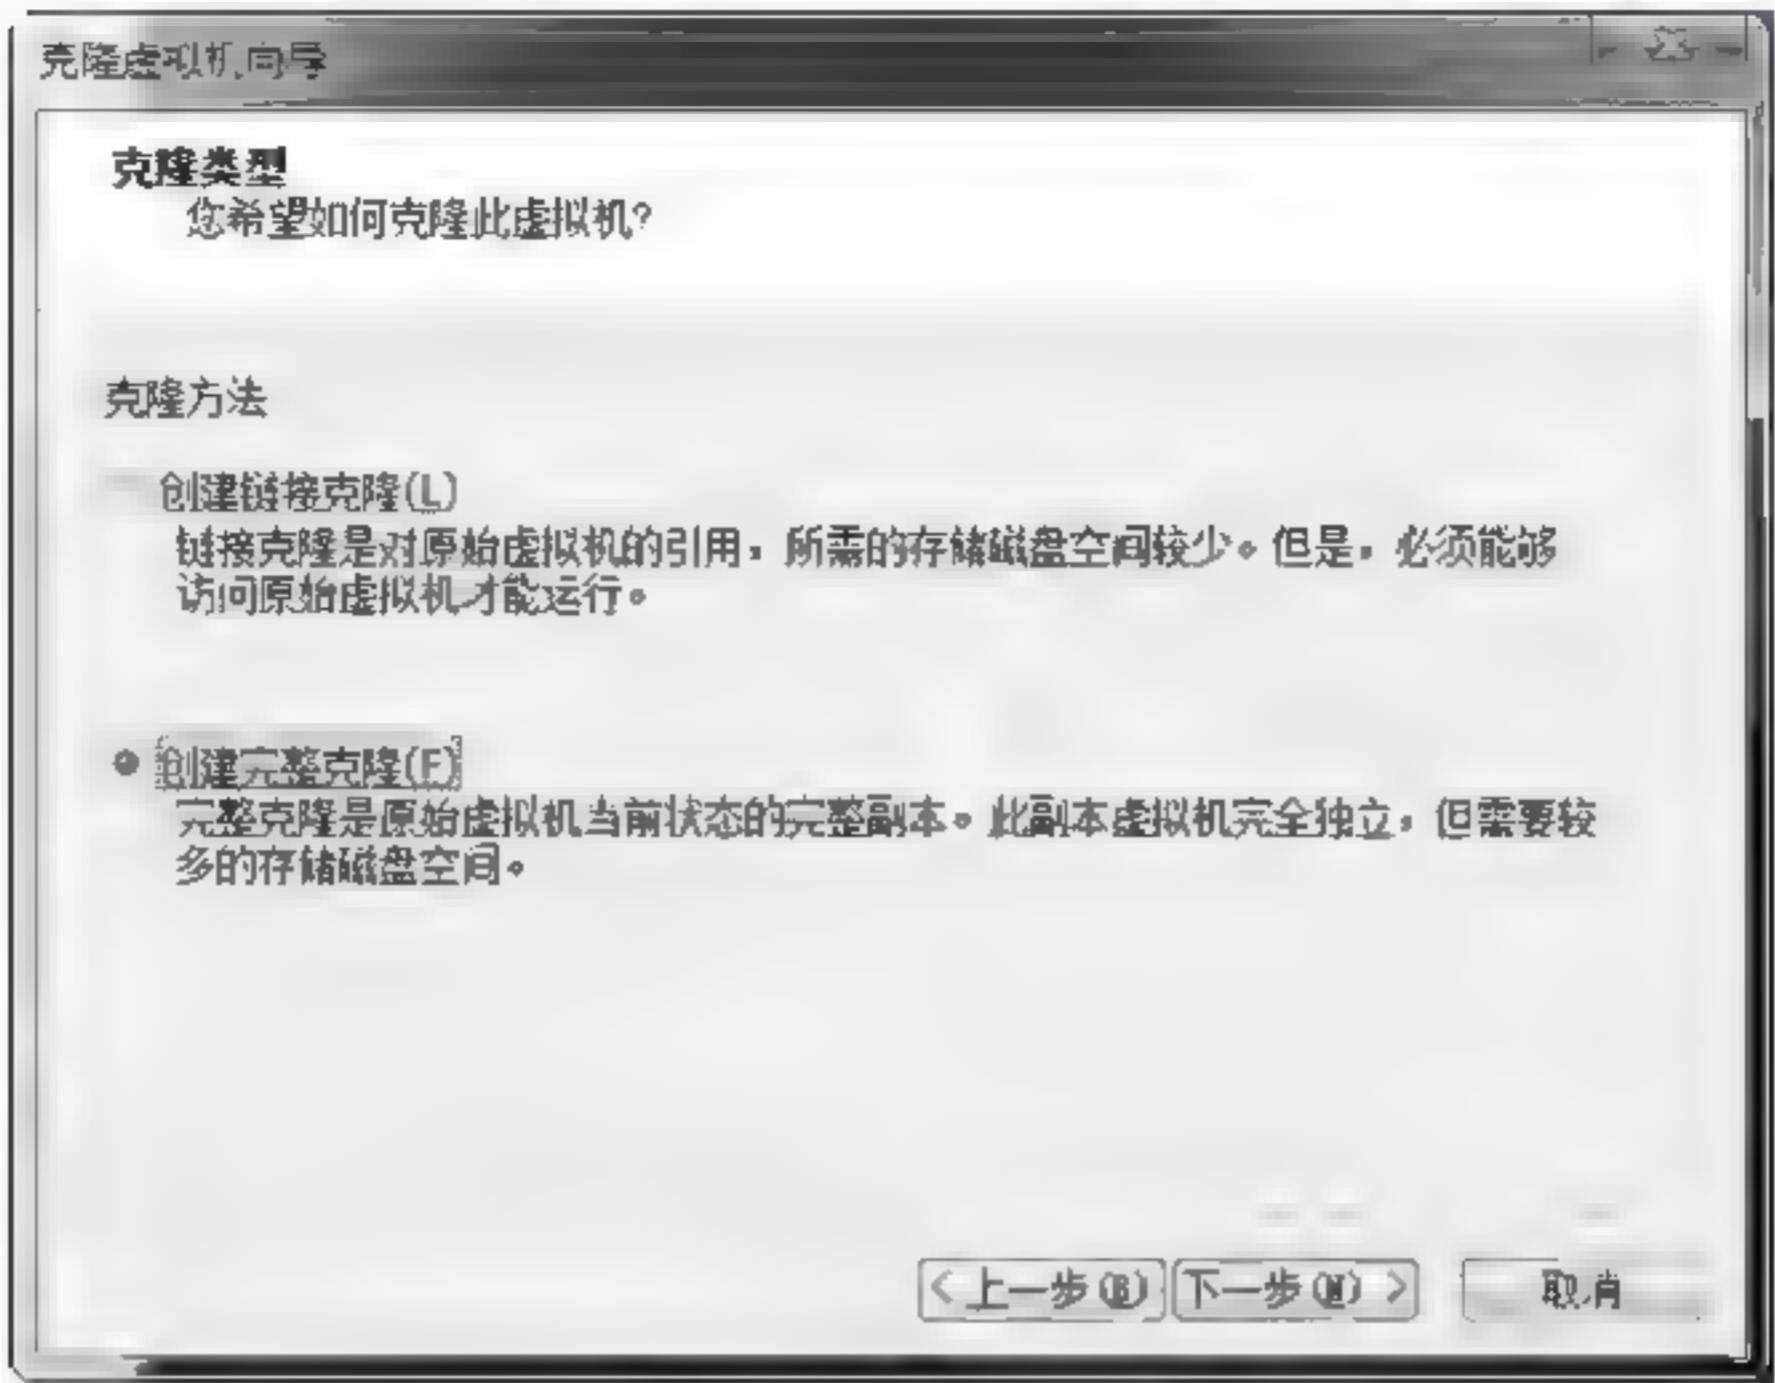 克隆虚拟机向导
克隆类型
您希望如何克隆此虚拟机?
克隆方法
创建链接克隆(L)
链接克隆是对原始虚拟机的引用，所需的存储磁盘空间较少。但是，必须能够
访问原始虚拟机才能运行。
创建完整克隆(F)
完整克隆是原始虚拟机当前状态的完整副本。此副本虚拟机完全独立，但需要较
多的存储磁盘空间。
< 上一步(B) 下一步(N) > 取消